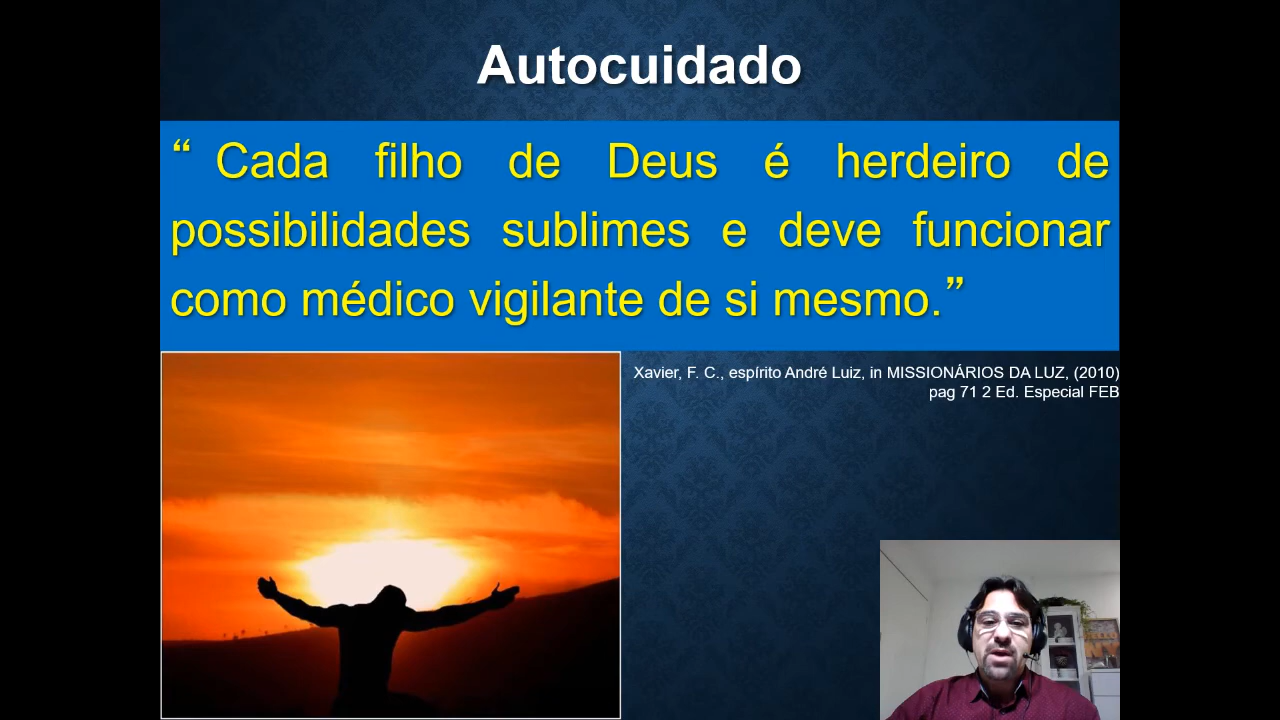 Autocuidado
“ Cada filho de Deus é herdeiro de
possibilidades sublimes e deve funcionar
como médico vigilante de si mesmo.”
Xavier, F. C., espírito André Luiz, in MISSIONÁRIOS DA LUZ, (2010)
pag 71 2 Ed. Especial FEB